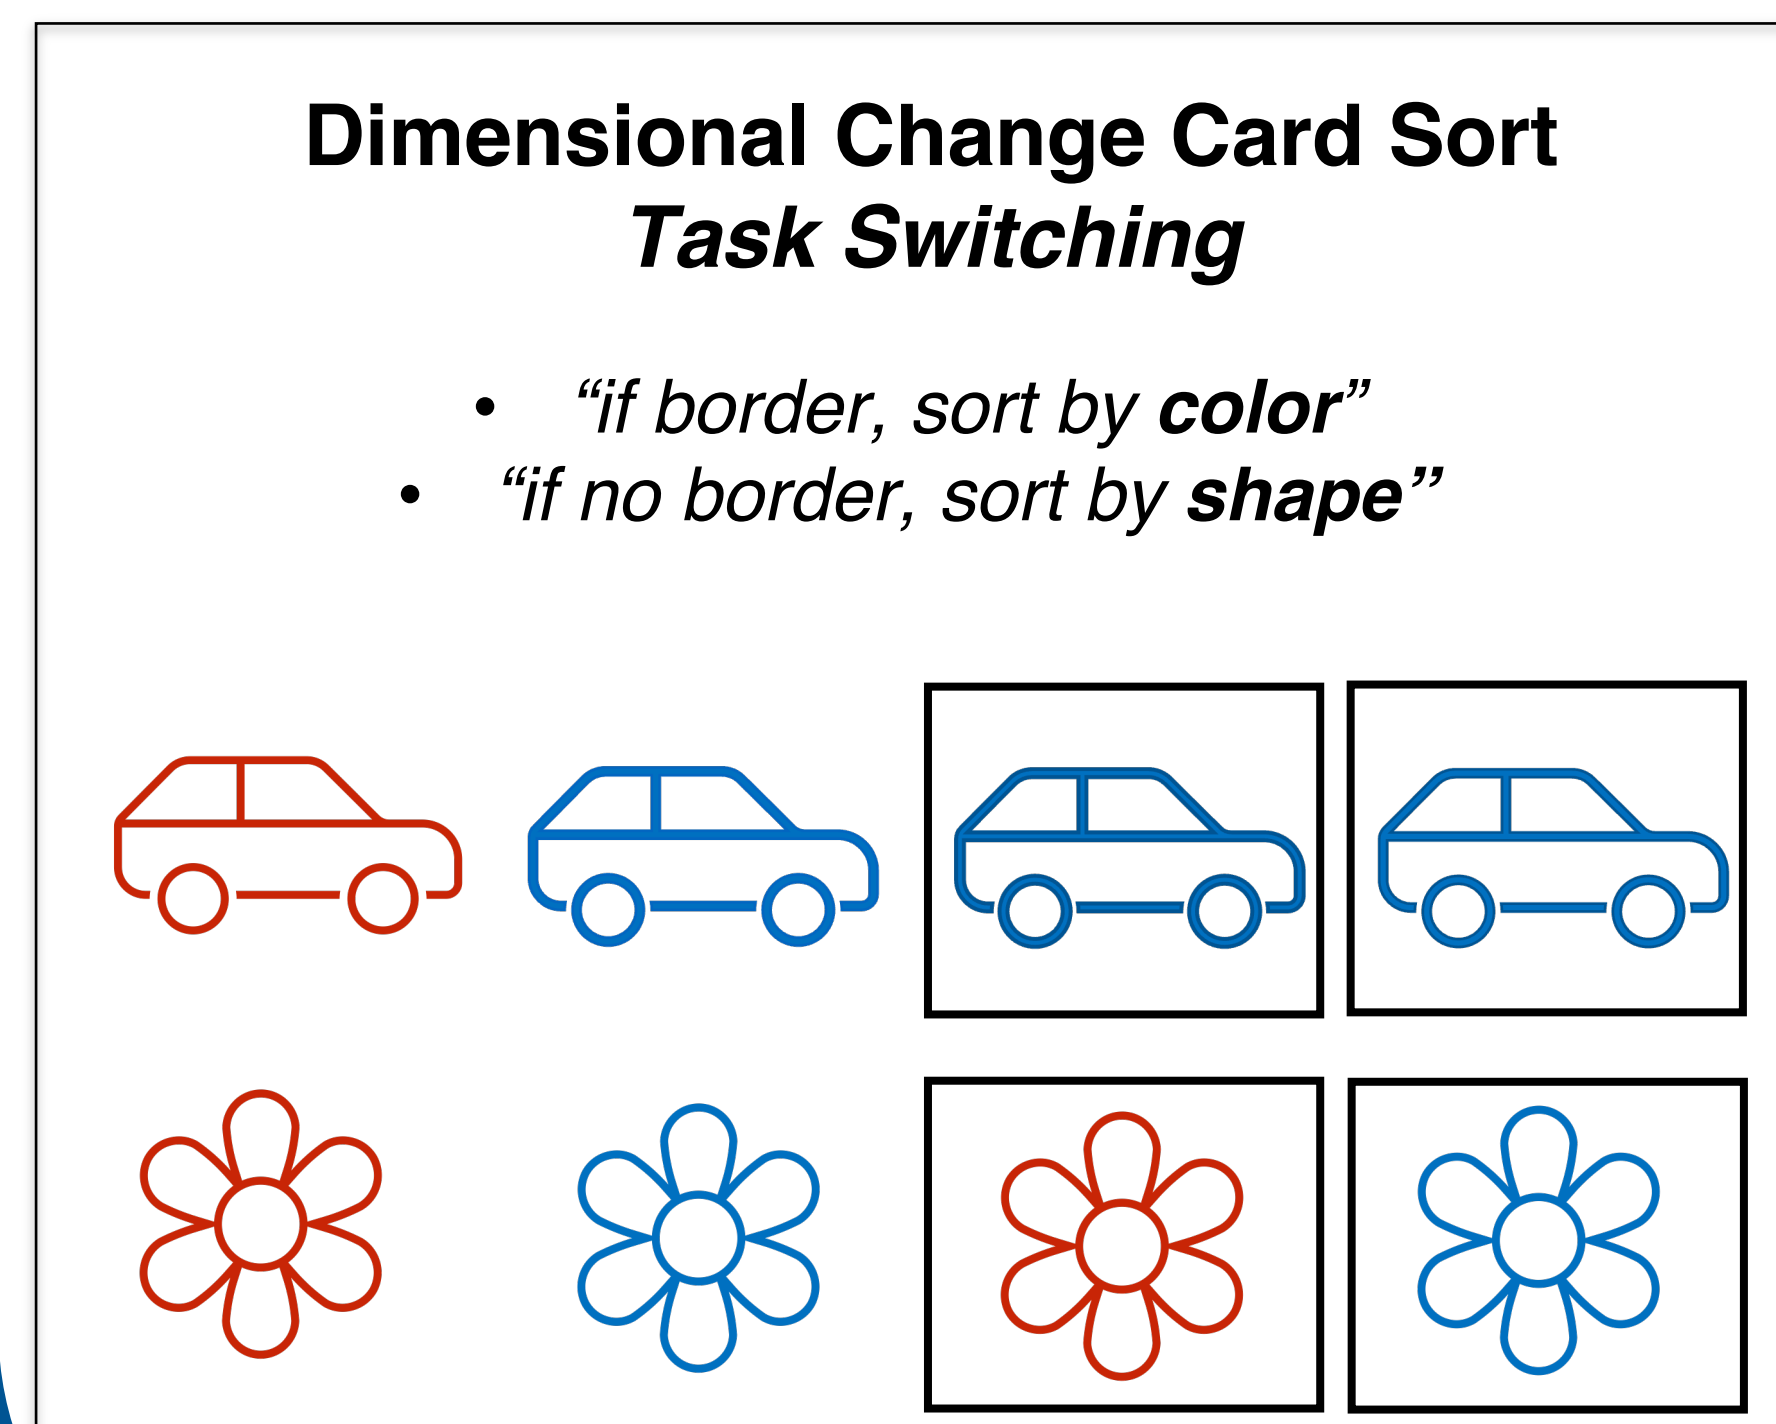 Dimensional Change Card Sort
Task Switching
• “if border, sort by color”
• “if no border, sort by shape”